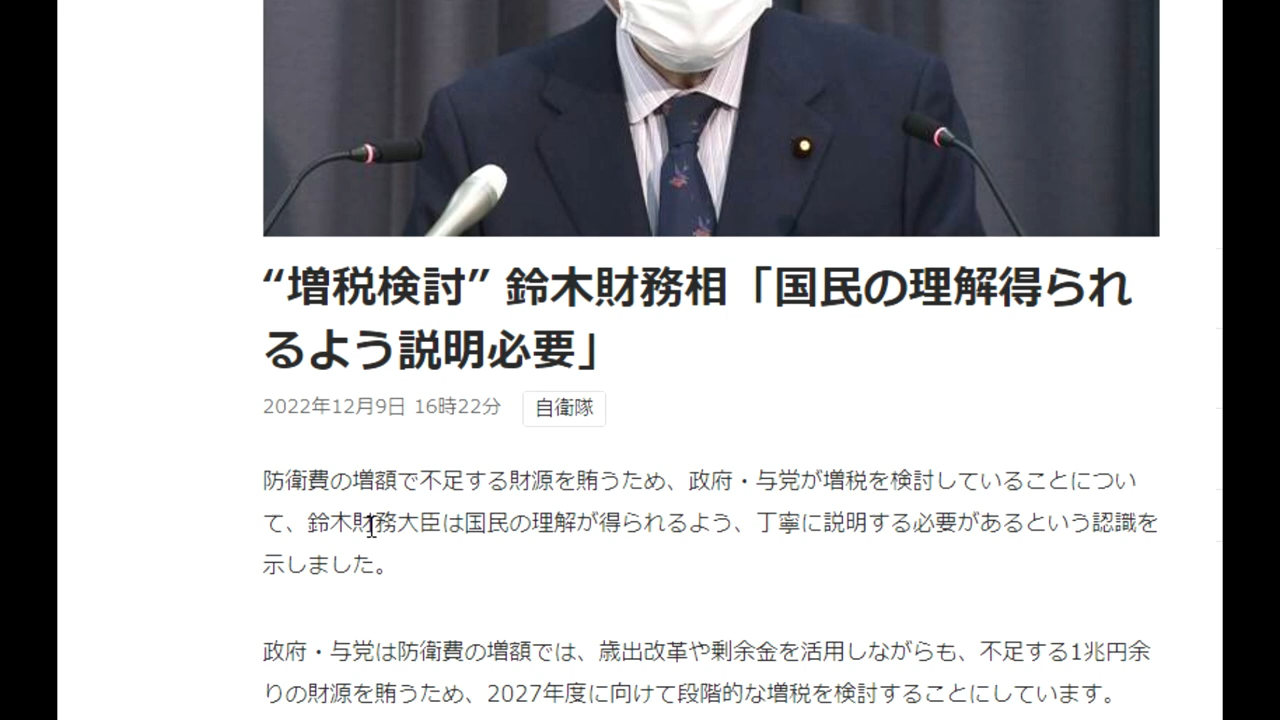 “増税検討” 鈴木財務相「国民の理解得られ
るよう説明必要」
2022年12月9日 16時22分 自衛隊
防衛費の増額で不足する財源を賄うため、政府・与党が増税を検討していることについ
て、鈴木財務大臣は国民の理解が得られるよう、丁寧に説明する必要があるという認識を
示しました。
政府・与党は防衛費の増額では、歳出改革や剰余金を活用しながらも、不足する1兆円余
りの財源を賄うため、2027年度に向けて段階的な増税を検討することにしています。